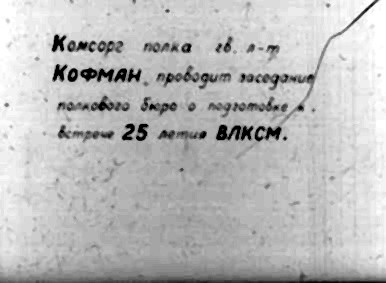 Комсорг полка гв. л-т
КОФМАН проводит заседание
полкового бюро о подготовке к
встрече 25 летия ВЛКСМ.